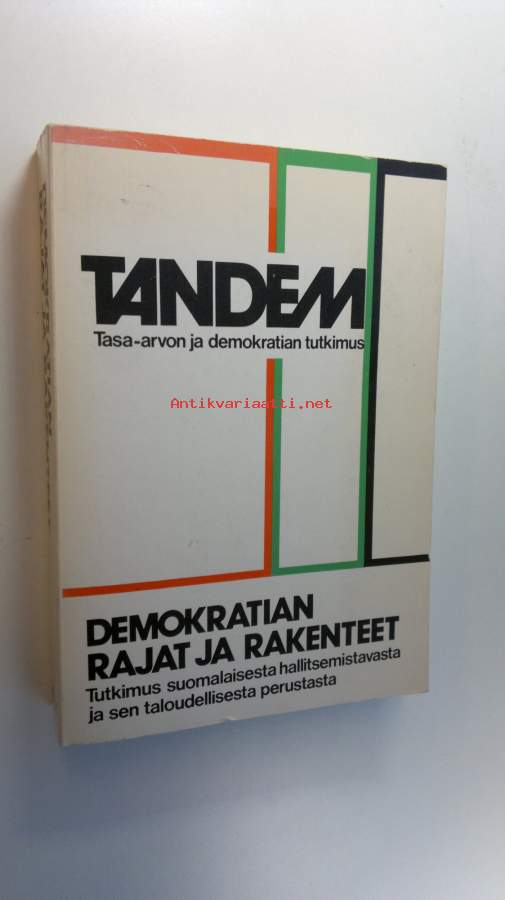 TANDEM
Tasa-arvon ja demokratian tutkimus
Antikvariaatti.net
DEMOKRATIAN
RAJAT JA RAKENTEET
Tutkimus suomalaisesta hallitsemistavasta
ja sen taloudellisesta perustasta